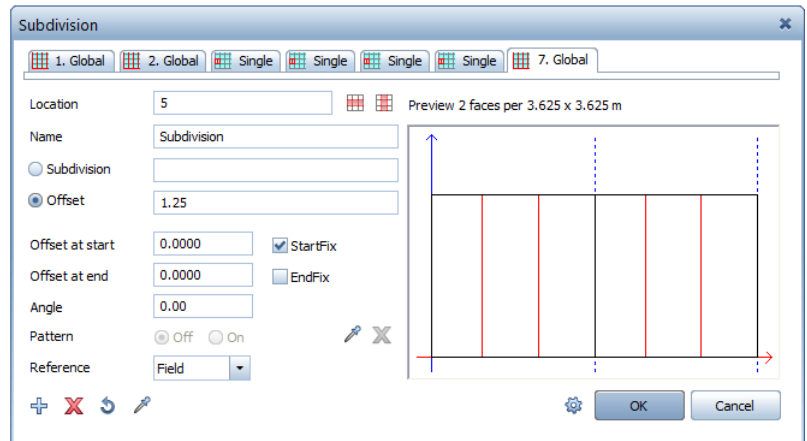 Subdivision
1. Global 2. Global Single Single Single Single 7. Global
Location 5 Preview 2 faces per 3.625 x 3.625 m
Name Subdivision
Subdivision
Offset 1.25
Offset at start 0.0000 StartFix
Offset at end 0.0000 EndFix
Angle 0.00
Pattern Off On
Reference Field
OK Cancel